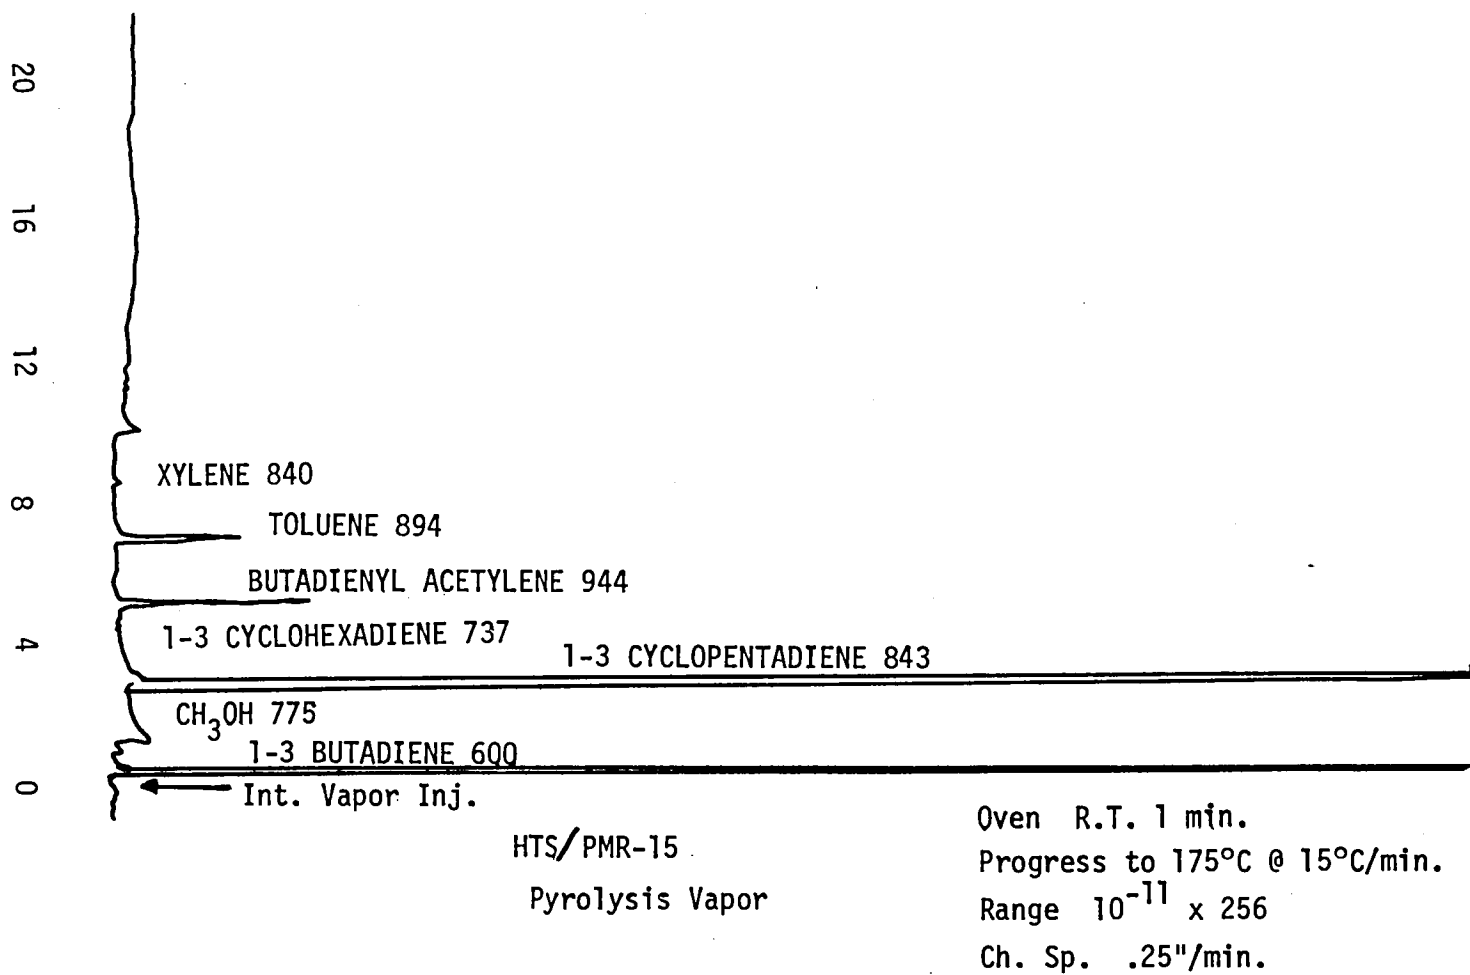 20
16
12
XYLENE 840
8
TOLUENE 894
BUTADIENYL ACETYLENE 944
1-3 CYCLOHEXADIENE 737
4
1-3 CYCLOPENTADIENE 843
CH₃OH 775
1-3 BUTADIENE 600
0
Int. Vapor Inj.
HTS/PMR-15
Pyrolysis Vapor
Oven R.T. 1 min.
Progress to 175°C @ 15°C/min.
Range 10⁻¹¹ x 256
Ch. Sp. .25"/min.